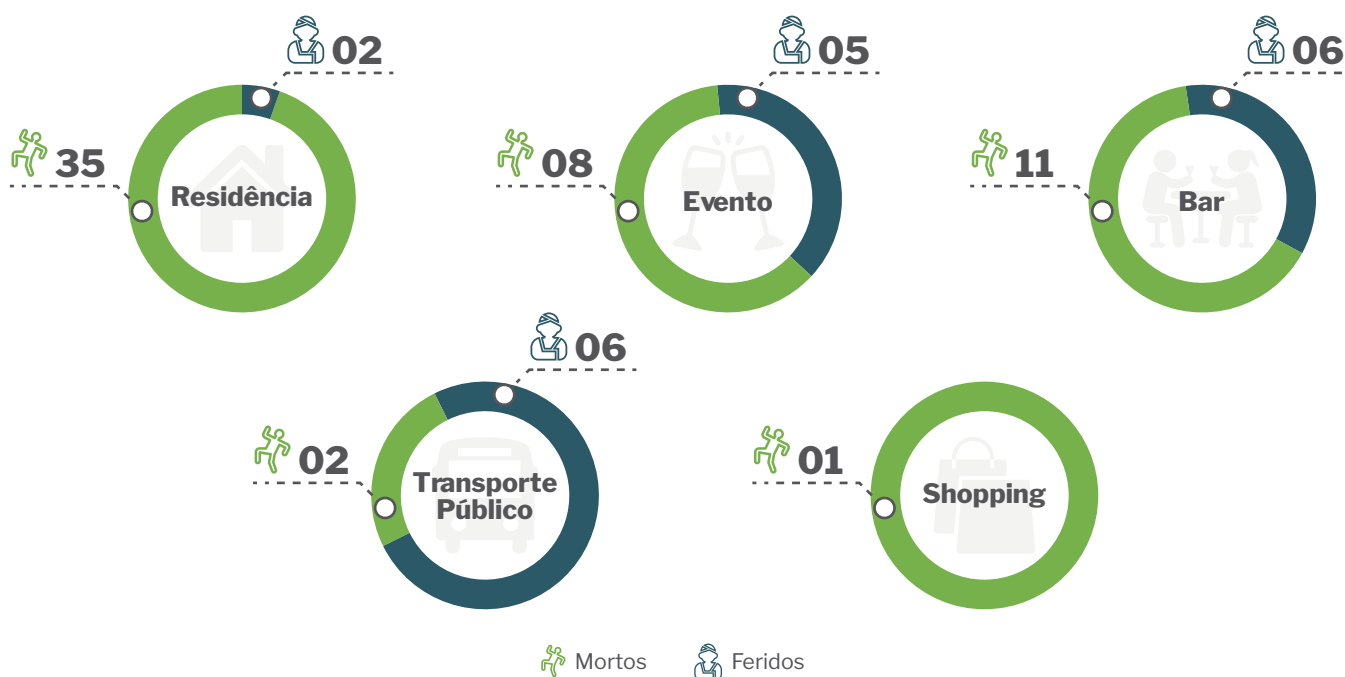 02
35
Residência
05
08
Evento
06
11
Bar
06
02
Transporte
Público
01
Shopping
Mortos
Feridos